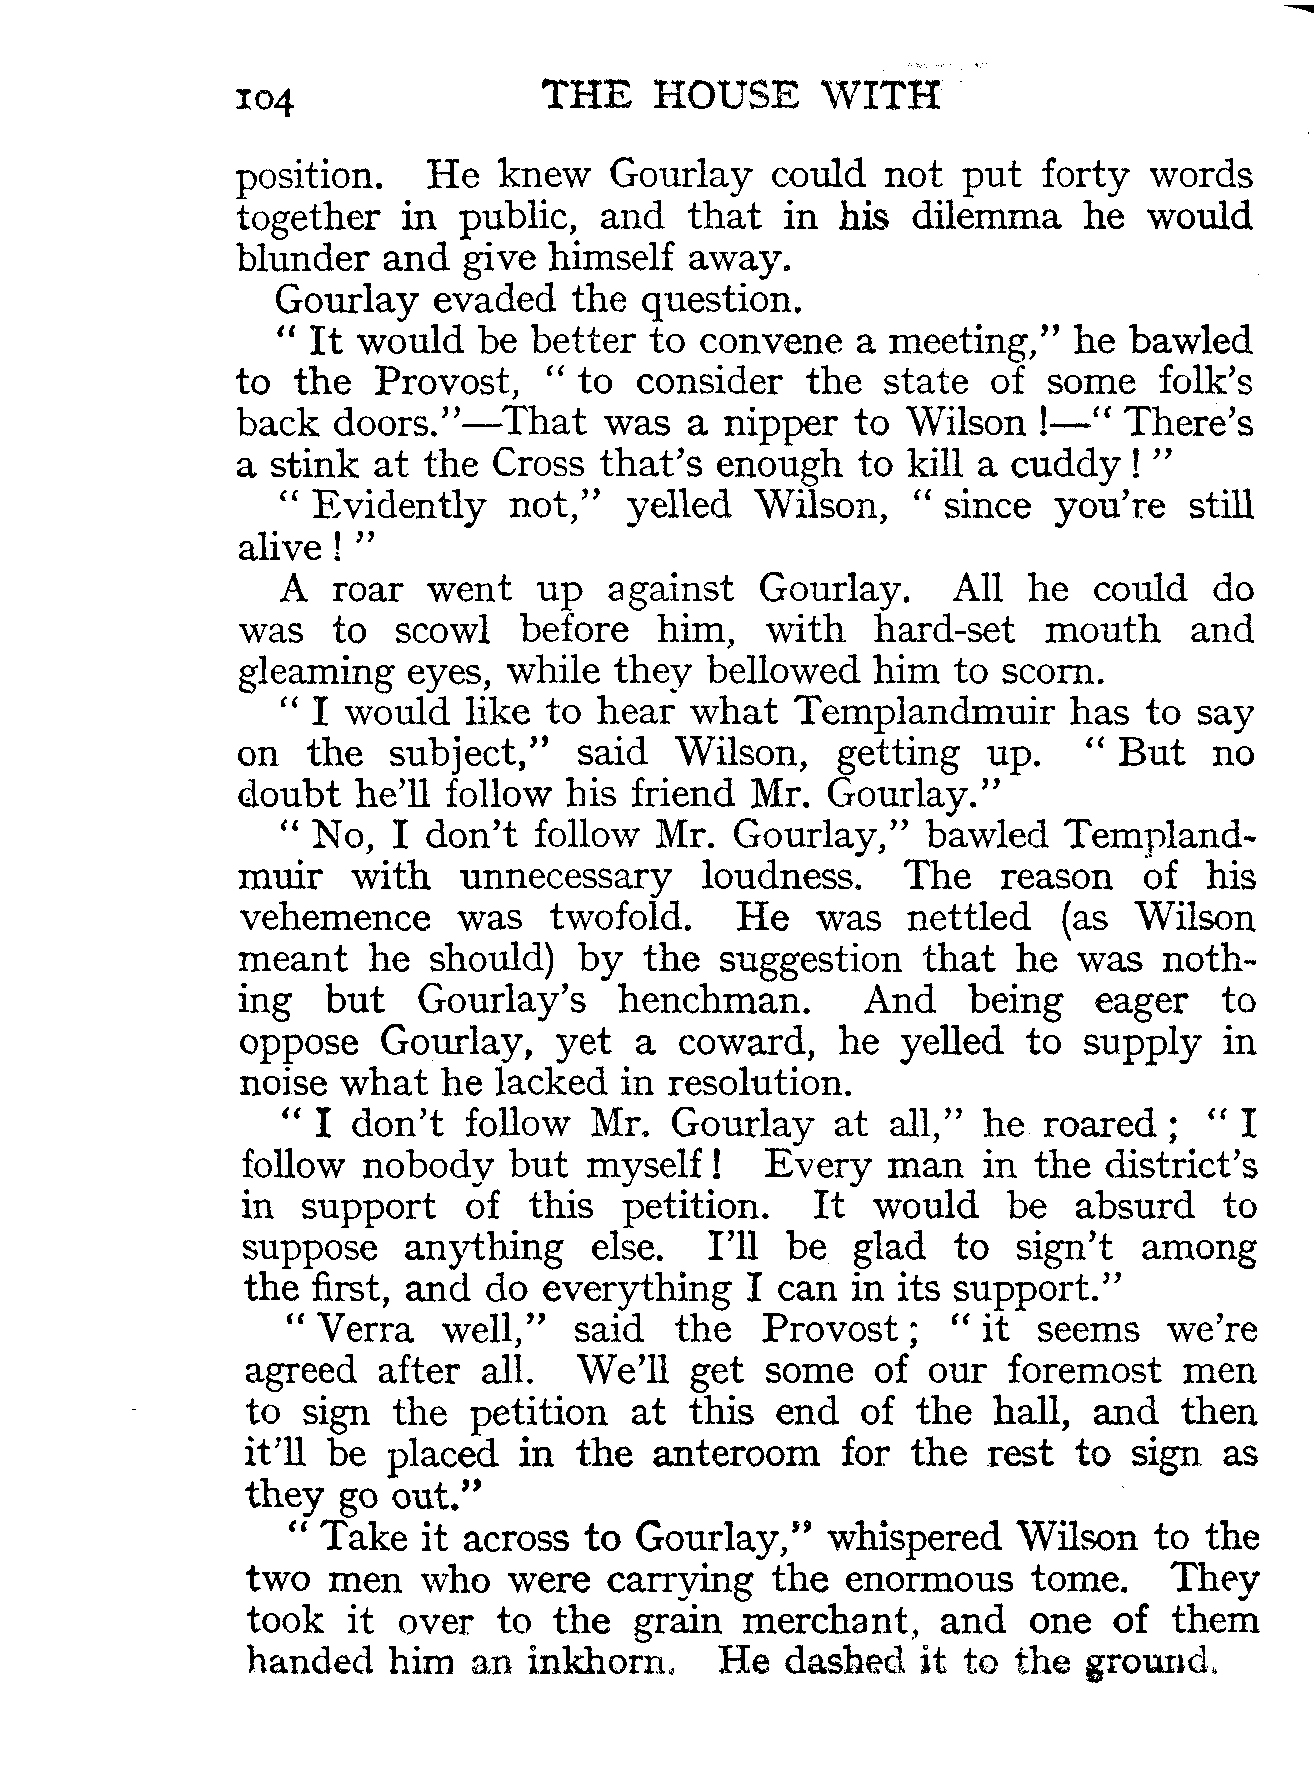 104 THE HOUSE WITH
position. He knew Gourlay could not put forty words
together in public, and that in his dilemma he would
blunder and give himself away.
Gourlay evaded the question.
“ It would be better to convene a meeting,” he bawled
to the Provost, “ to consider the state of some folk's
back doors.”—That was a nipper to Wilson !—“ There's
a stink at the Cross that's enough to kill a cuddy ! ”
“ Evidently not,” yelled Wilson, “ since you're still
alive ! ”
A roar went up against Gourlay. All he could do
was to scowl before him, with hard-set mouth and
gleaming eyes, while they bellowed him to scorn.
“ I would like to hear what Templandmuir has to say
on the subject,” said Wilson, getting up. “ But no
doubt he'll follow his friend Mr. Gourlay.”
“ No, I don't follow Mr. Gourlay,” bawled Templand-
muir with unnecessary loudness. The reason of his
vehemence was twofold. He was nettled (as Wilson
meant he should) by the suggestion that he was noth-
ing but Gourlay's henchman. And being eager to
oppose Gourlay, yet a coward, he yelled to supply in
noise what he lacked in resolution.
“ I don't follow Mr. Gourlay at all,” he roared ; “ I
follow nobody but myself ! Every man in the district's
in support of this petition. It would be absurd to
suppose anything else. I'll be glad to sign't among
the first, and do everything I can in its support.”
“ Verra well,” said the Provost ; “ it seems we're
agreed after all. We'll get some of our foremost men
to sign the petition at this end of the hall, and then
it'll be placed in the anteroom for the rest to sign as
they go out.”
“ Take it across to Gourlay,” whispered Wilson to the
two men who were carrying the enormous tome. They
took it over to the grain merchant, and one of them
handed him an inkhorn. He dashed it to the ground.